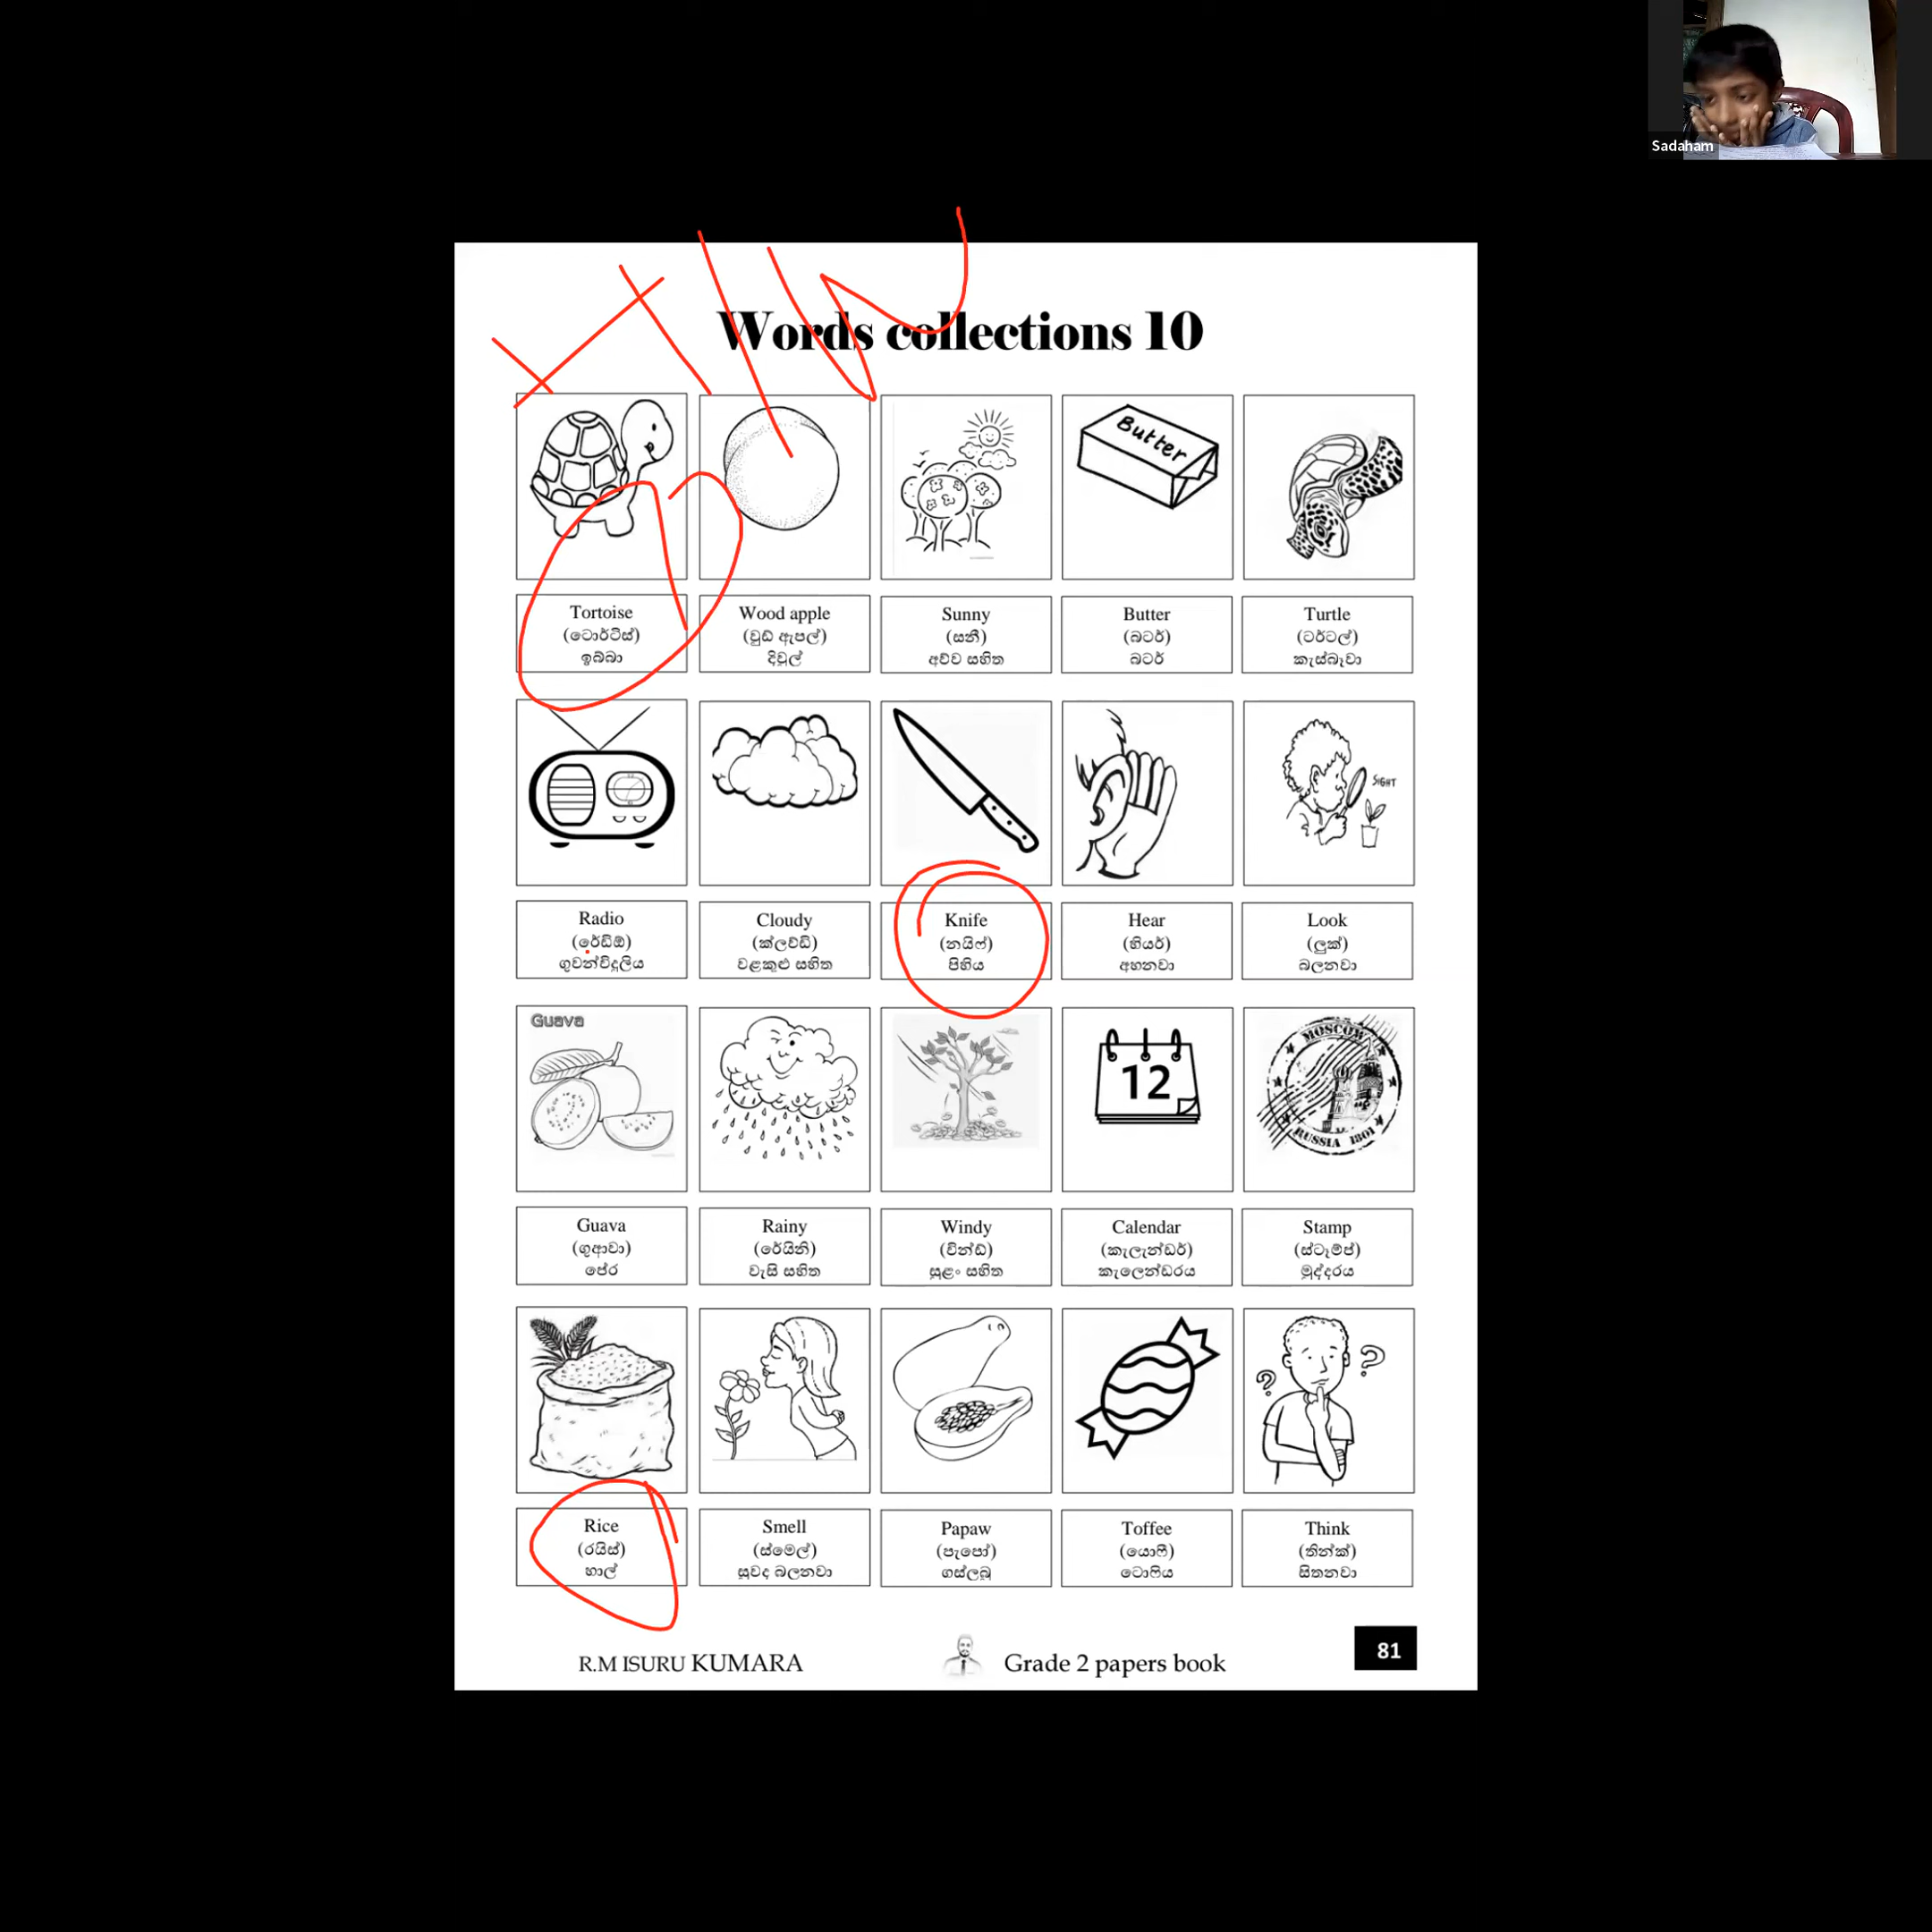 Sadaham
Words collections 10
Butter
Tortoise
(ටොර්ටිස්)
ඉබ්බා
Wood apple
(වුඩ් ඇපල්)
දිවුල්
Sunny
(සනී)
අව්ව සහිත
Butter
(බටර්)
බටර්
Turtle
(ටර්ටල්)
කැස්බෑවා
SIGHT
Radio
(රේඩිඕ)
ගුවන්විදුලිය
Cloudy
(ක්ලව්ඩි)
වළකුළු සහිත
Knife
(නයිෆ්)
පිහිය
Hear
(හියර්)
අහනවා
Look
(ලුක්)
බලනවා
Guava
12
MOSCOW
RUSSIA 1801
Guava
(ගුආවා)
පේර
Rainy
(රේයිනි)
වැසි සහිත
Windy
(වින්ඩ්)
සුළං සහිත
Calendar
(කැලැන්ඩර්)
කැලෙන්ඩරය
Stamp
(ස්ටෑම්ප්)
මුද්දරය
? ?
Rice
(රයිස්)
හාල්
Smell
(ස්මෙල්)
සුවද බලනවා
Papaw
(පැපෝ)
ගස්ලබු
Toffee
(යොෆී)
ටොෆිය
Think
(තින්ක්)
සිතනවා
R.M ISURU KUMARA
Grade 2 papers book
81